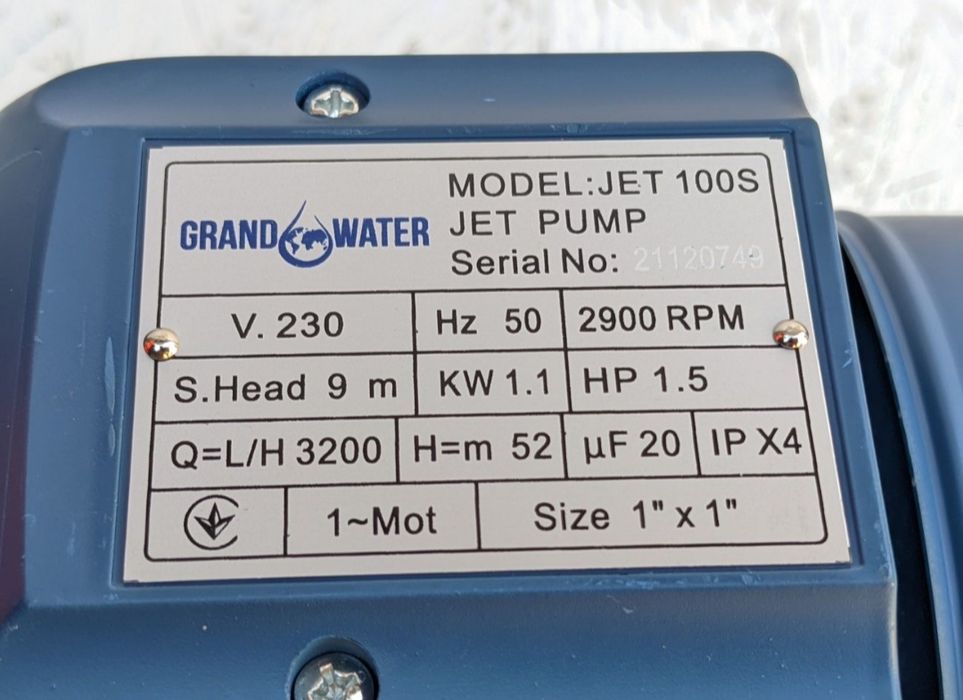 GRAND WATER
MODEL:JET 100S
JET PUMP
Serial No: 21120749
V. 230
Hz 50
2900 RPM
S.Head 9 m
KW 1.1
HP 1.5
Q=L/H 3200
H=m 52
µF 20
IP X4
1~Mot
Size 1" x 1"